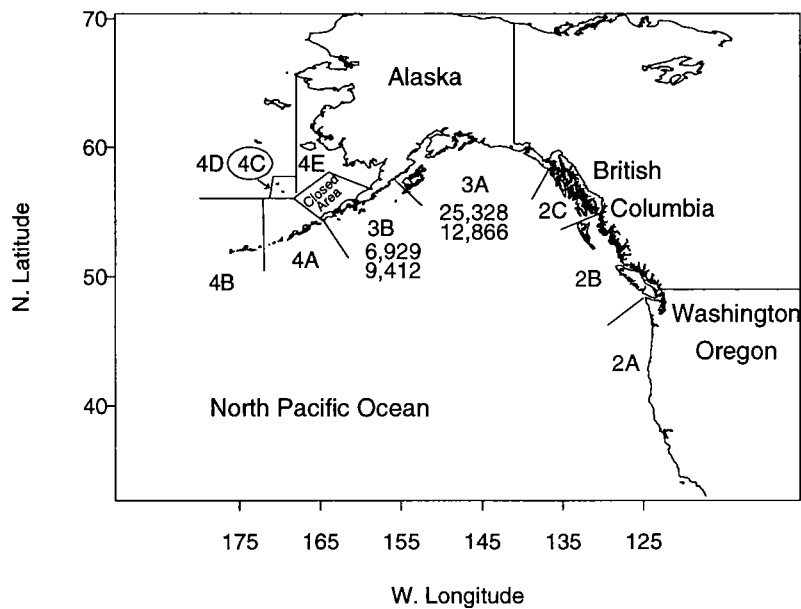 70
Alaska
60
4D
4C
4E
Closed
Area
British
Columbia
3A
25,328
12,866
2C
3B
6,929
9,412
4A
4B
50
2B
Washington
Oregon
2A
40
North Pacific Ocean
N. Latitude
175 165 155 145 135 125
W. Longitude